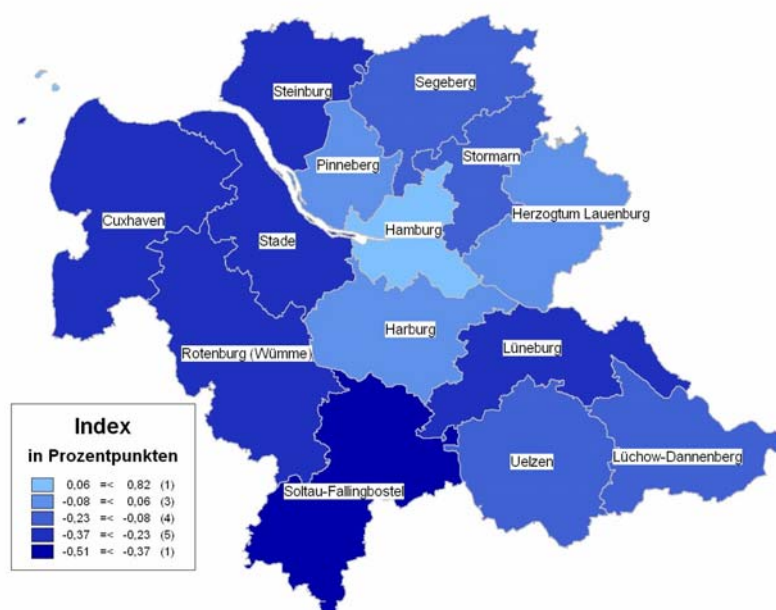 Steinburg
Segeberg
Stormarn
Pinneberg
Herzogtum Lauenburg
Cuxhaven
Hamburg
Stade
Harburg
Rotenburg (Wümme)
Lüneburg
Uelzen
Lüchow-Dannenberg
Soltau-Fallingbostel
Index
in Prozentpunkten
0,06 =< 0,82 (1)
-0,08 =< 0,06 (3)
-0,23 =< -0,08 (4)
-0,37 =< -0,23 (5)
-0,51 =< -0,37 (1)